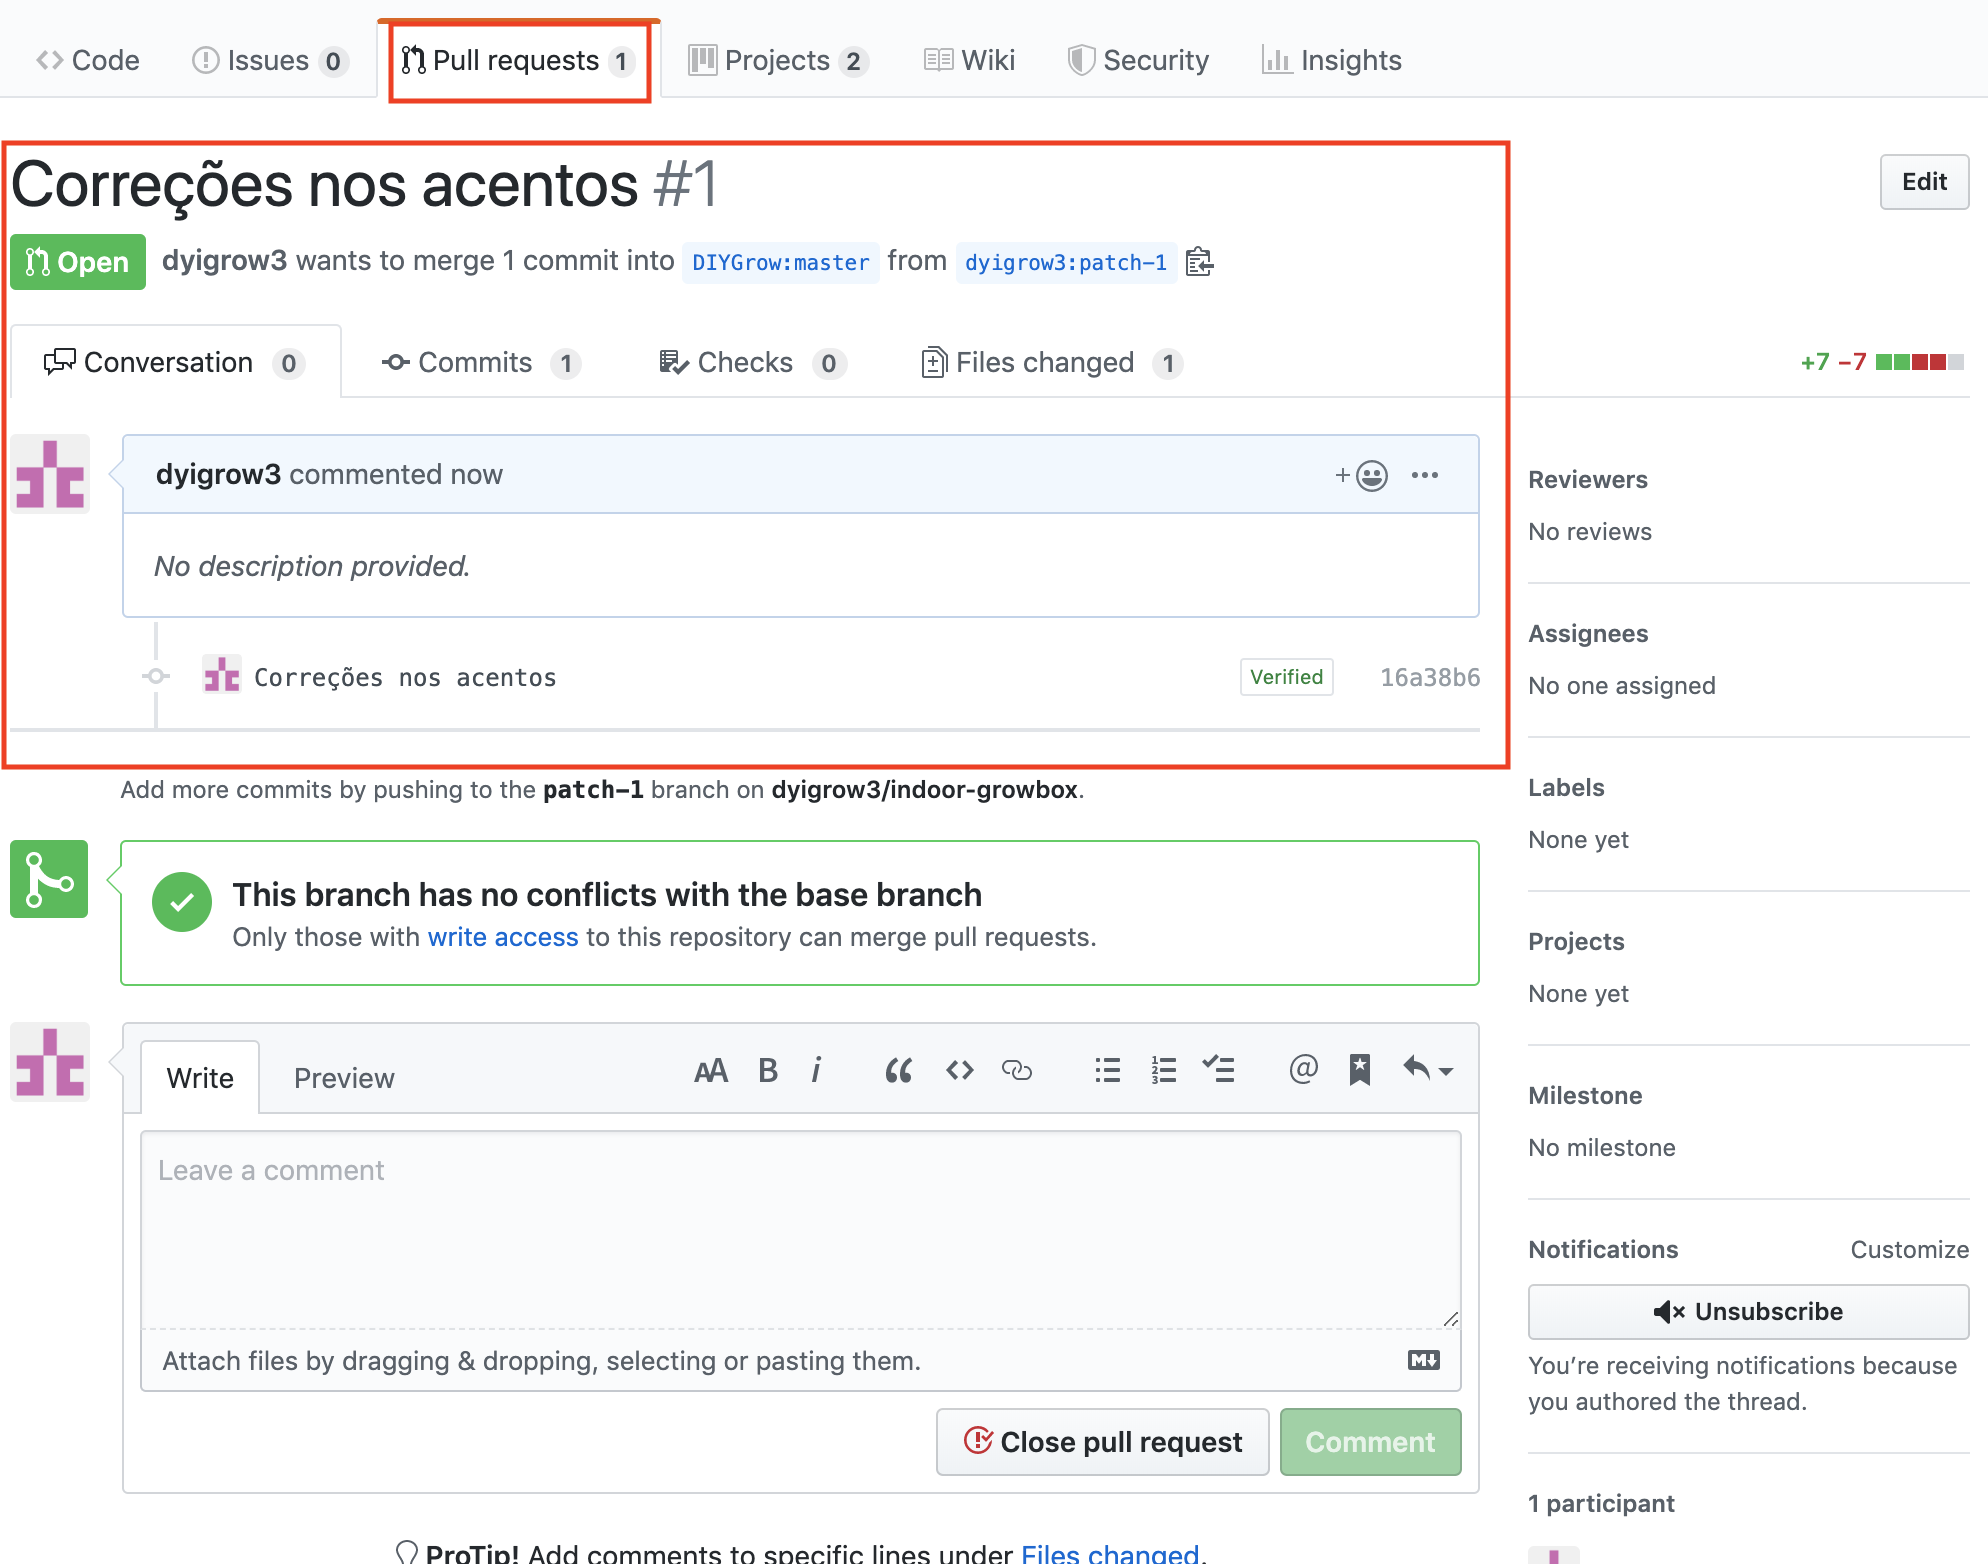 Code Issues 0 Pull requests 1 Projects 2 Wiki Security Insights
Correções nos acentos #1
Edit
Open dyigrow3 wants to merge 1 commit into DIYGrow:master from dyigrow3:patch-1
Conversation 0 Commits 1 Checks 0 Files changed 1
+7 −7
dyigrow3 commented now
No description provided.
Correções nos acentos Verified 16a38b6
Add more commits by pushing to the patch-1 branch on dyigrow3/indoor-growbox.
This branch has no conflicts with the base branch
Only those with write access to this repository can merge pull requests.
Write Preview
Leave a comment
Attach files by dragging & dropping, selecting or pasting them.
Close pull request Comment
ProTip! Add comments to specific lines under Files changed.
Reviewers
No reviews
Assignees
No one assigned
Labels
None yet
Projects
None yet
Milestone
No milestone
Notifications Customize
Unsubscribe
You’re receiving notifications because
you authored the thread.
1 participant